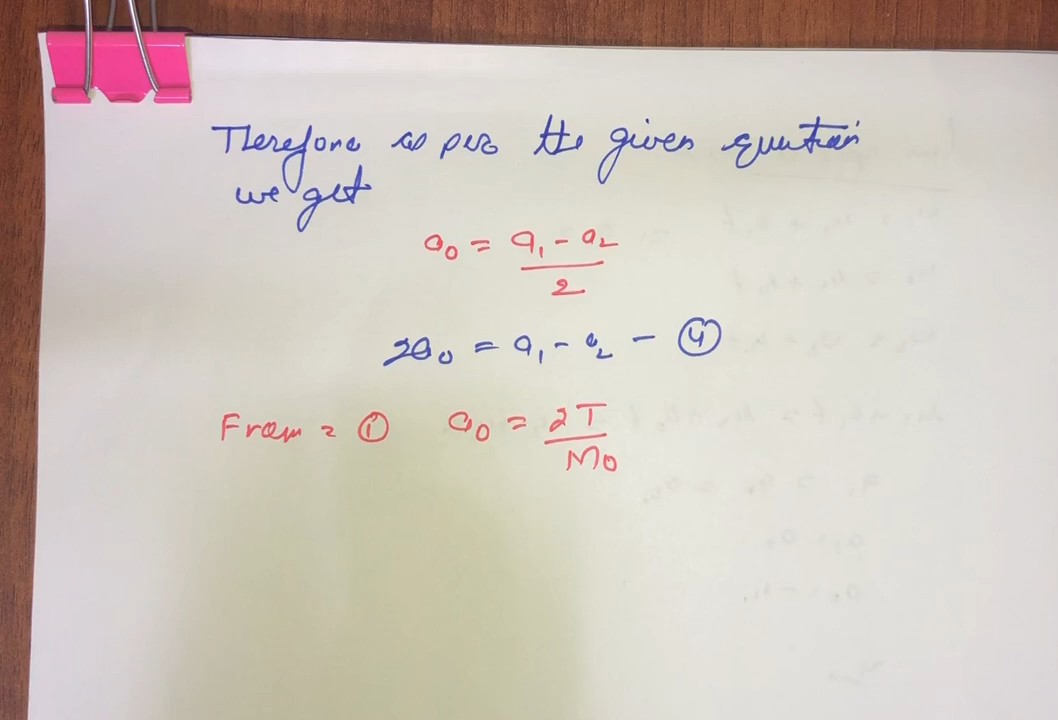 Therefore as per the given equation
we get
a₀ = a₁ - a₂
2
2a₀ = a₁ - a₂ - ④
From = ① a₀ = 2T
M₀